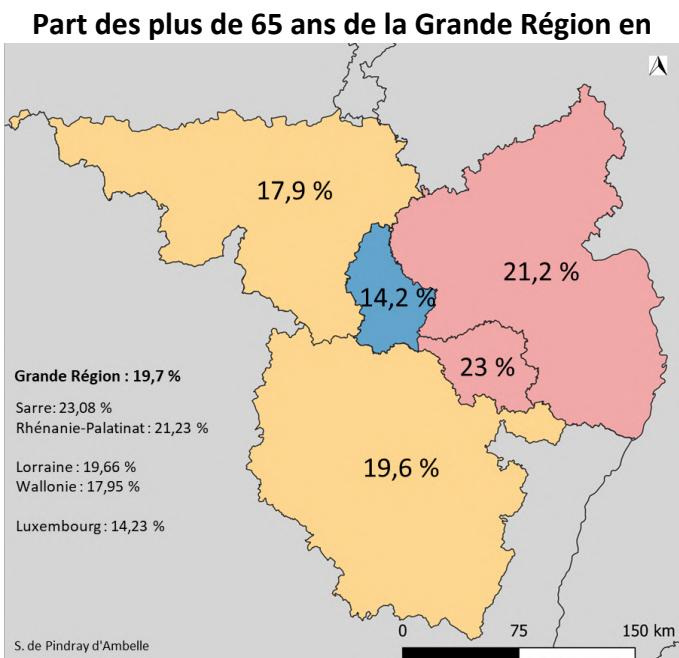 Part des plus de 65 ans de la Grande Région en
17,9 %
14,2 %
21,2 %
23 %
19,6 %
Grande Région : 19,7 %
Sarre: 23,08 %
Rhénanie-Palatinat : 21,23 %
Lorraine : 19,66 %
Wallonie : 17,95 %
Luxembourg : 14,23 %
S. de Pindray d'Ambelle
0 75 150 km